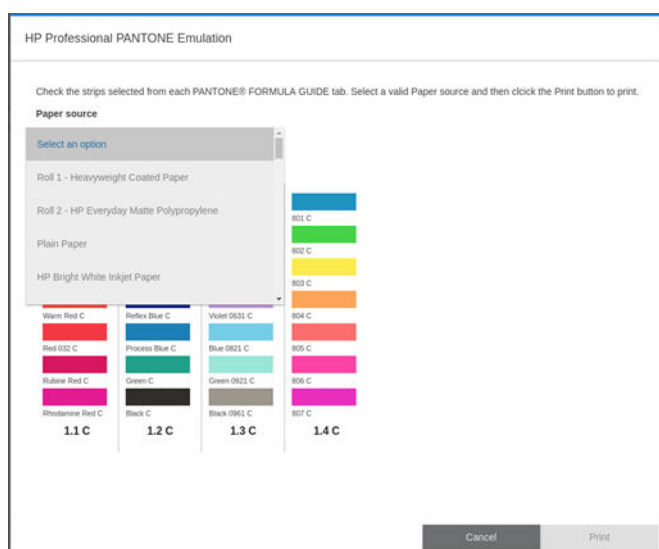 HP Professional PANTONE Emulation
Check the strips selected from each PANTONE® FORMULA GUIDE tab. Select a valid Paper source and then clcick the Print button to print.
Paper source
Select an option
Roll 1 - Heavyweight Coated Paper
Roll 2 - HP Everyday Matte Polypropylene
Plain Paper
HP Bright White Inkjet Paper
801 C
802 C
803 C
Warm Red C Reflex Blue C Violet 0631 C 804 C
Red 032 C Process Blue C Blue 0821 C 805 C
Rubine Red C Green C Green 0921 C 806 C
Rhodamine Red C Black C Black 0961 C 807 C
1.1 C 1.2 C 1.3 C 1.4 C
Cancel Print